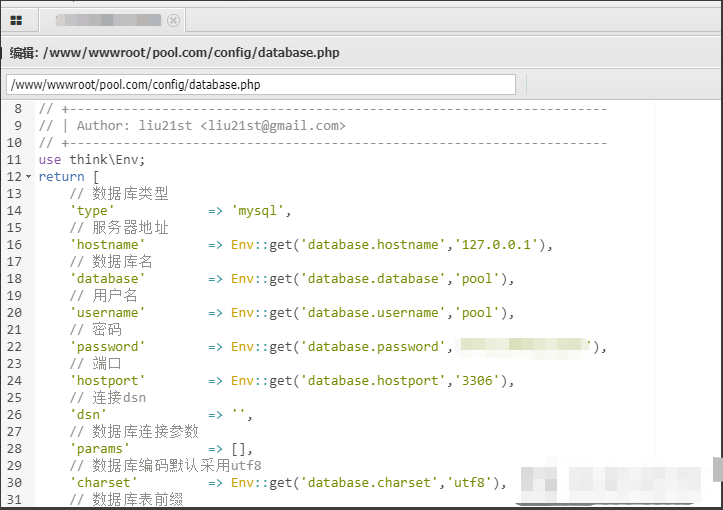 编辑: /www/wwwroot/pool.com/config/database.php
/www/wwwroot/pool.com/config/database.php
8 // +----------------------------------------------------------------------
9 // | Author: liu21st <liu21st@gmail.com>
10 // +----------------------------------------------------------------------
11 use think\Env;
12 return [
13 // 数据库类型
14 'type' => 'mysql',
15 // 服务器地址
16 'hostname' => Env::get('database.hostname','127.0.0.1'),
17 // 数据库名
18 'database' => Env::get('database.database','pool'),
19 // 用户名
20 'username' => Env::get('database.username','pool'),
21 // 密码
22 'password' => Env::get('database.password', '),
23 // 端口
24 'hostport' => Env::get('database.hostport','3306'),
25 // 连接dsn
26 'dsn' => '',
27 // 数据库连接参数
28 'params' => [],
29 // 数据库编码默认采用utf8
30 'charset' => Env::get('database.charset','utf8'),
31 // 数据库表前缀